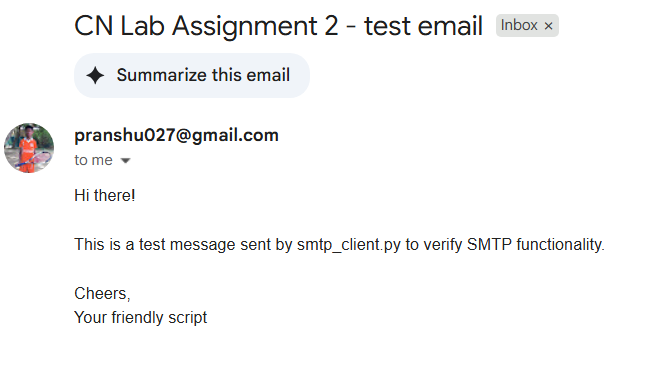 CN Lab Assignment 2 - test email Inbox ×
Summarize this email
pranshu027@gmail.com
to me
Hi there!
This is a test message sent by smtp_client.py to verify SMTP functionality.
Cheers,
Your friendly script